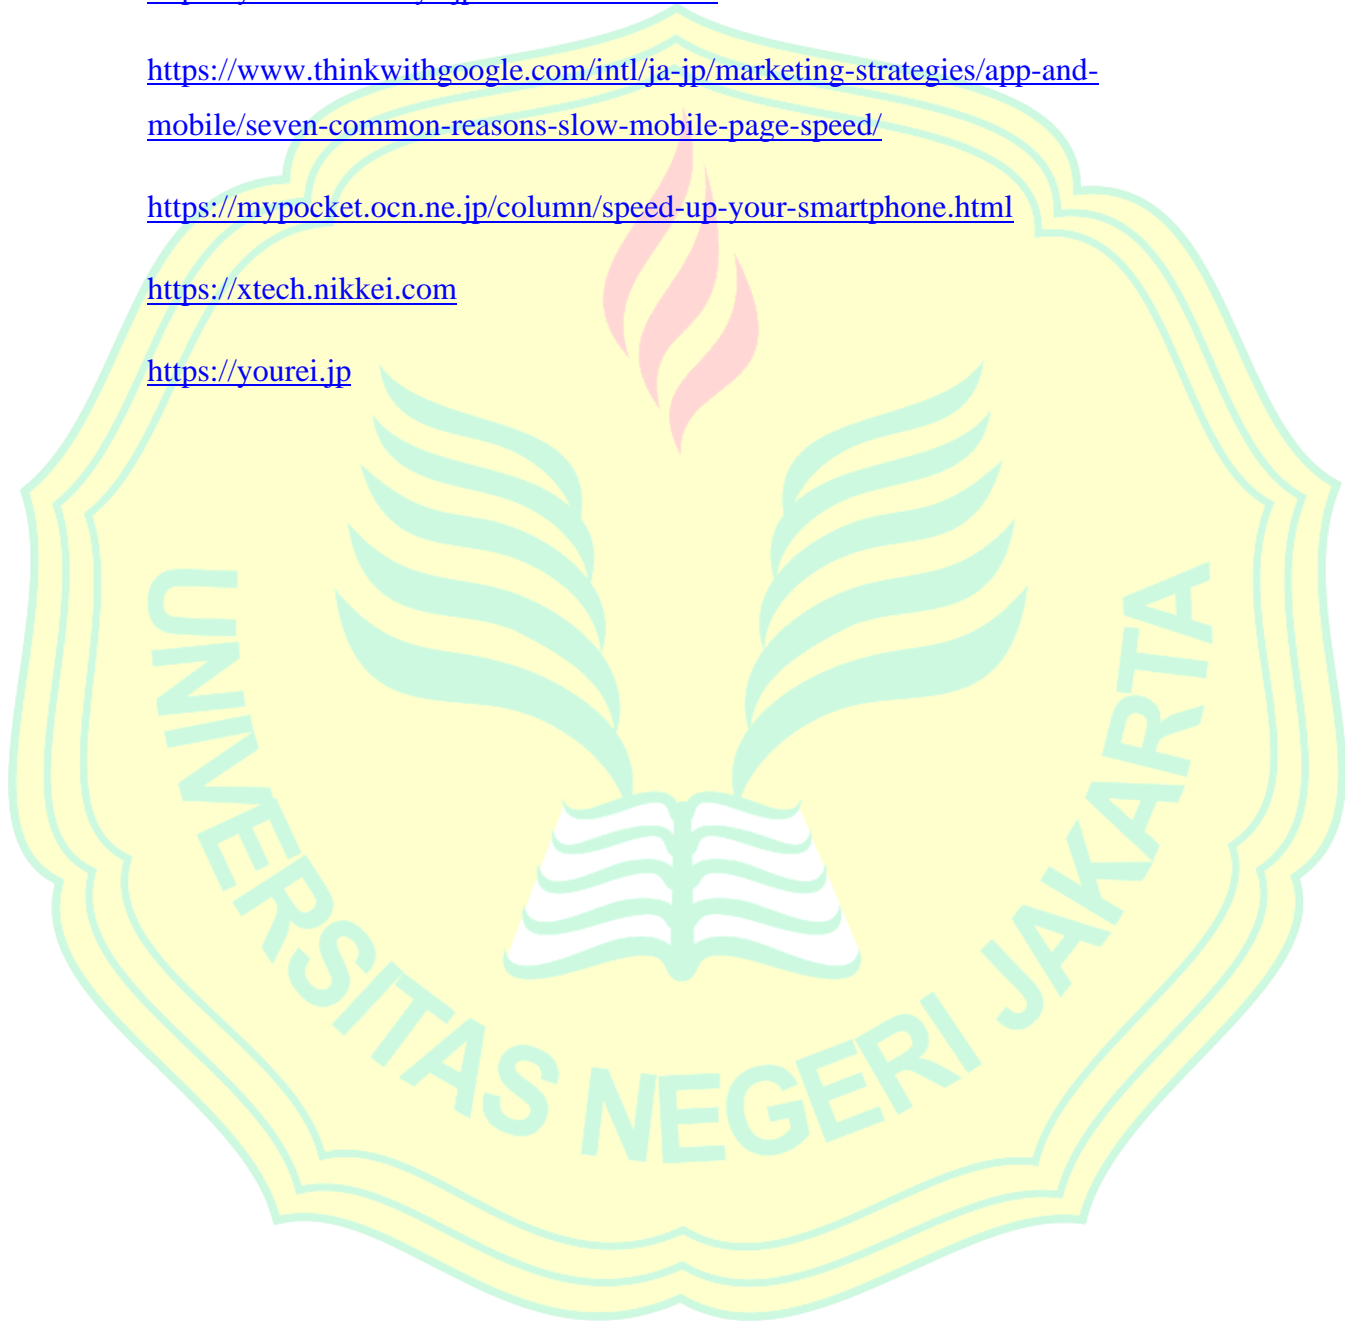 https://www.thinkwithgoogle.com/intl/ja-jp/marketing-strategies/app-and-
mobile/seven-common-reasons-slow-mobile-page-speed/
https://mypocket.ocn.ne.jp/column/speed-up-your-smartphone.html
https://xtech.nikkei.com
https://yourei.jp
UNIVERSITAS NEGERI JAKARTA